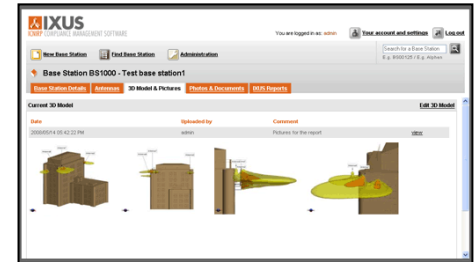 IXUS
ICNIRP COMPLIANCE MANAGEMENT SOFTWARE
You are logged in as: admin
Your account and settings
Log out
New Base Station
Find Base Station
Administration
Search for a Base Station
E.g. BS00125 / E.g. Alphen
Base Station BS1000 - Test base station1
Base Station Details
Antennas
3D Model & Pictures
Photos & Documents
IXUS Reports
Current 3D Model
Edit 3D Model
Date
Uploaded by
Comment
2008/05/14 05:42:22 PM
admin
Pictures for the report
view